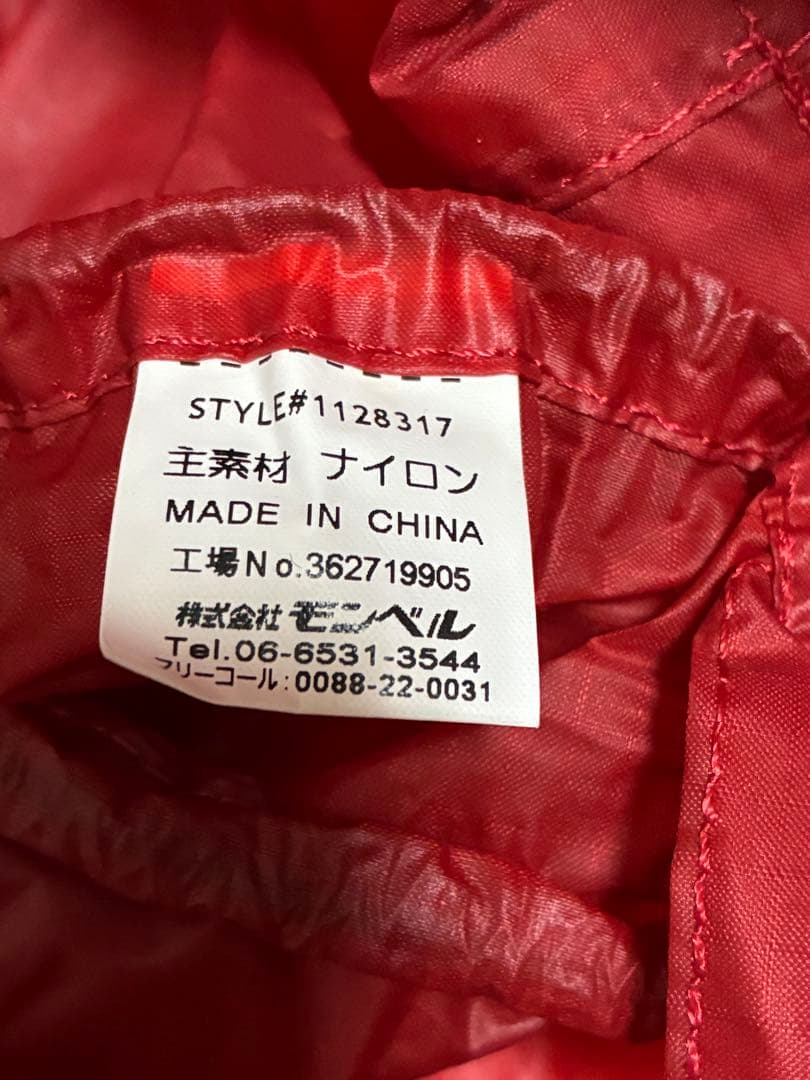 STYLE#1128317
主素材 ナイロン
MADE IN CHINA
工場No.362719905
株式会社 モンベル
Tel.06-6531-3544
フリーコール:0088-22-0031